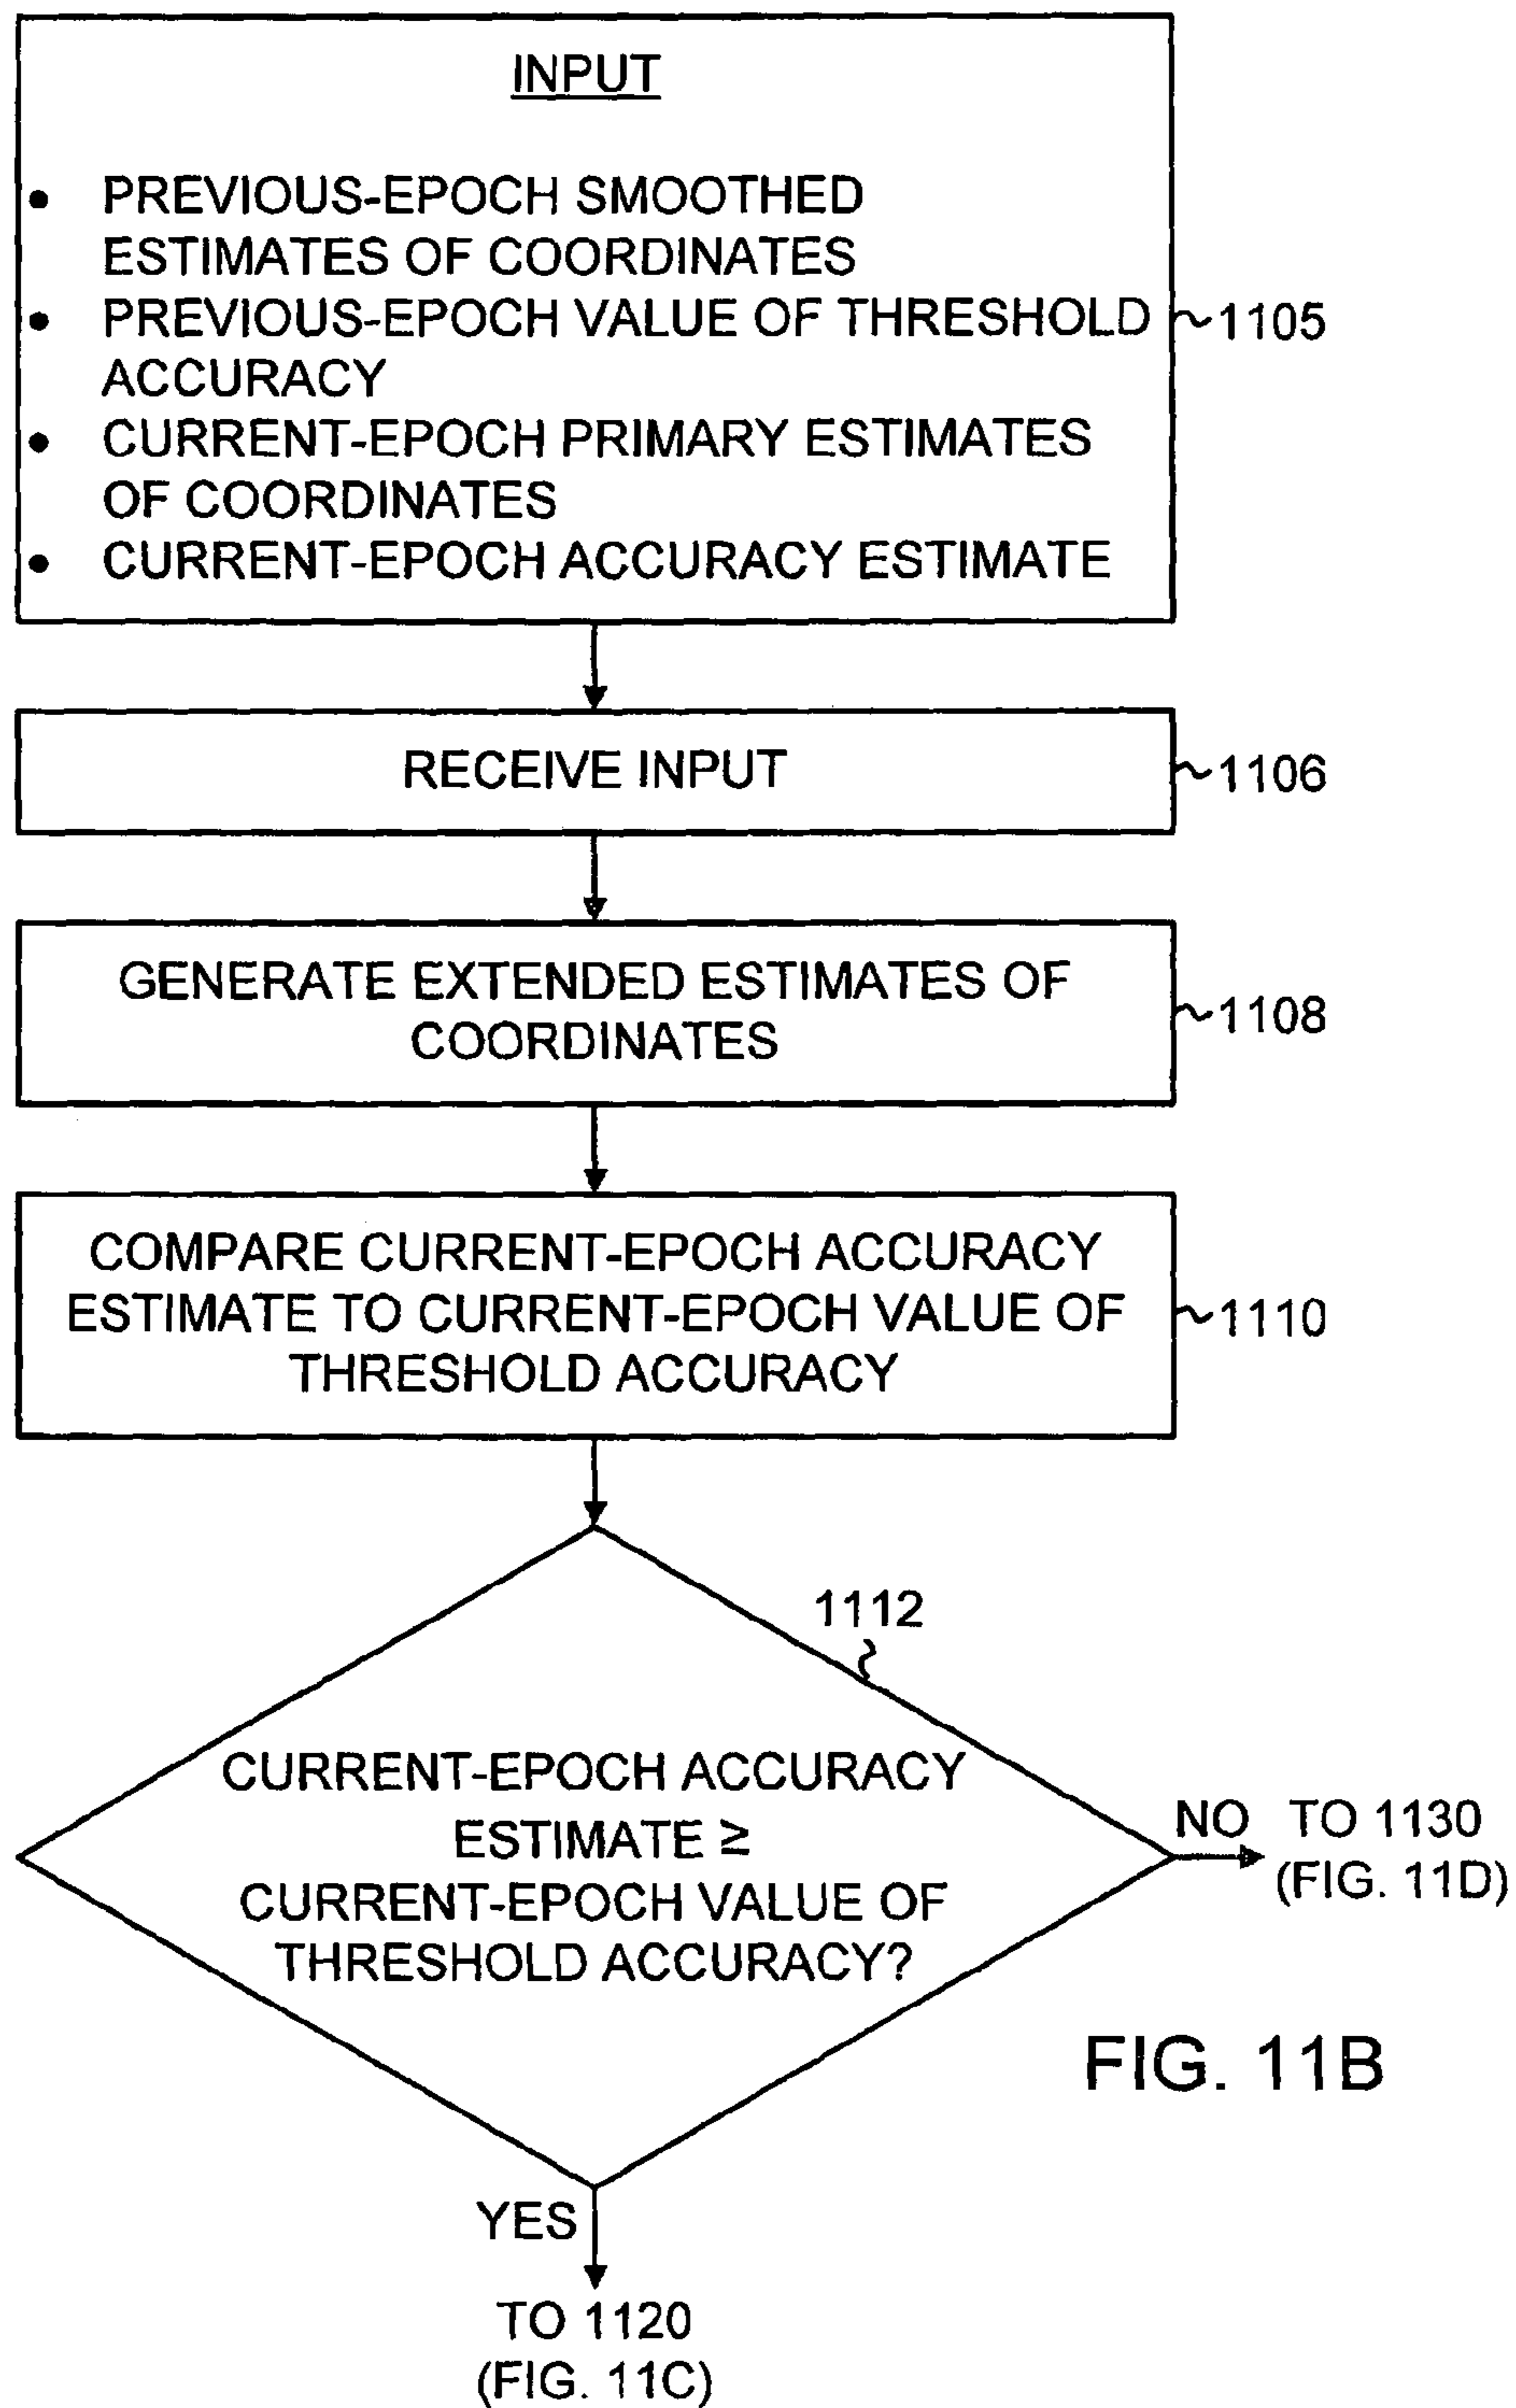 INPUT
• PREVIOUS-EPOCH SMOOTHED
ESTIMATES OF COORDINATES
• PREVIOUS-EPOCH VALUE OF THRESHOLD
ACCURACY
• CURRENT-EPOCH PRIMARY ESTIMATES
OF COORDINATES
• CURRENT-EPOCH ACCURACY ESTIMATE
1105
RECEIVE INPUT
1106
GENERATE EXTENDED ESTIMATES OF
COORDINATES
1108
COMPARE CURRENT-EPOCH ACCURACY
ESTIMATE TO CURRENT-EPOCH VALUE OF
THRESHOLD ACCURACY
1110
1112
CURRENT-EPOCH ACCURACY
ESTIMATE ≥
CURRENT-EPOCH VALUE OF
THRESHOLD ACCURACY?
NO TO 1130
(FIG. 11D)
FIG. 11B
YES
TO 1120
(FIG. 11C)